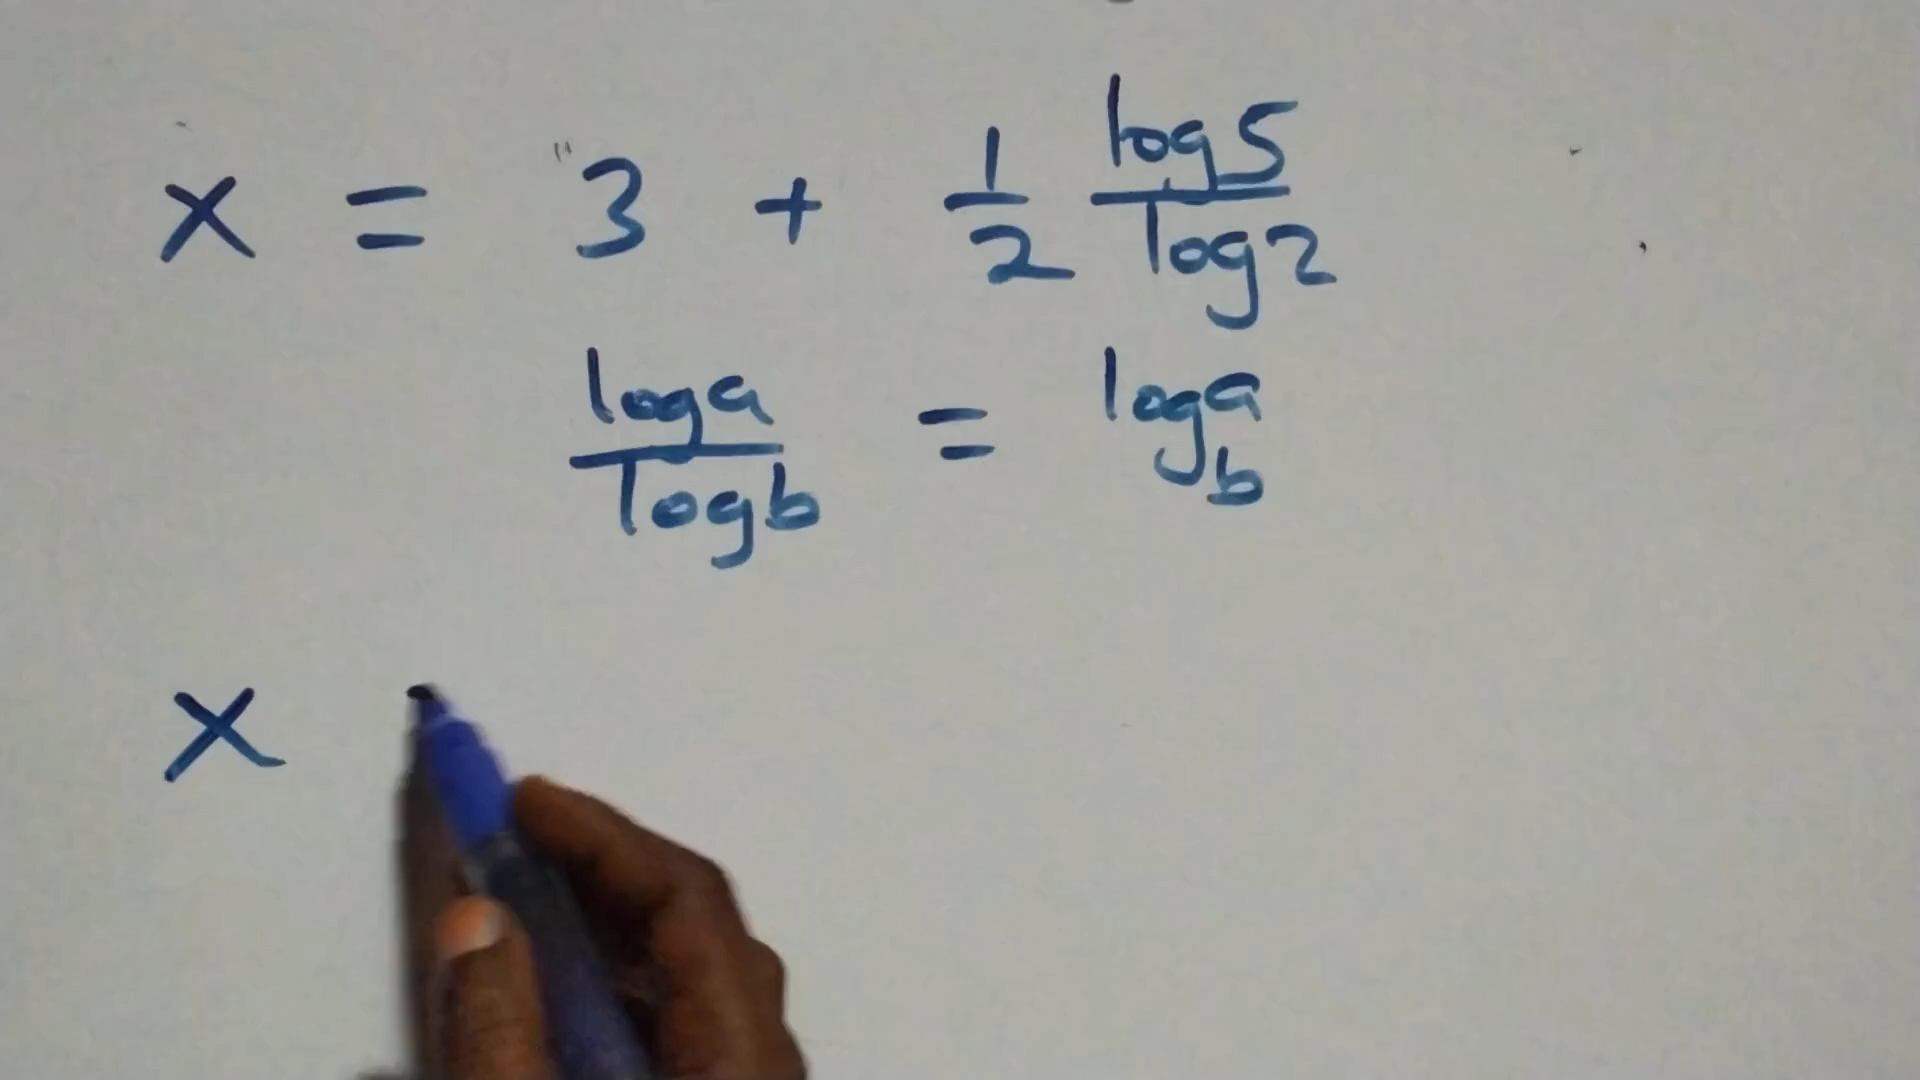 x = 3 + 1/2 log5/log2
loga/logb = log_b a
x